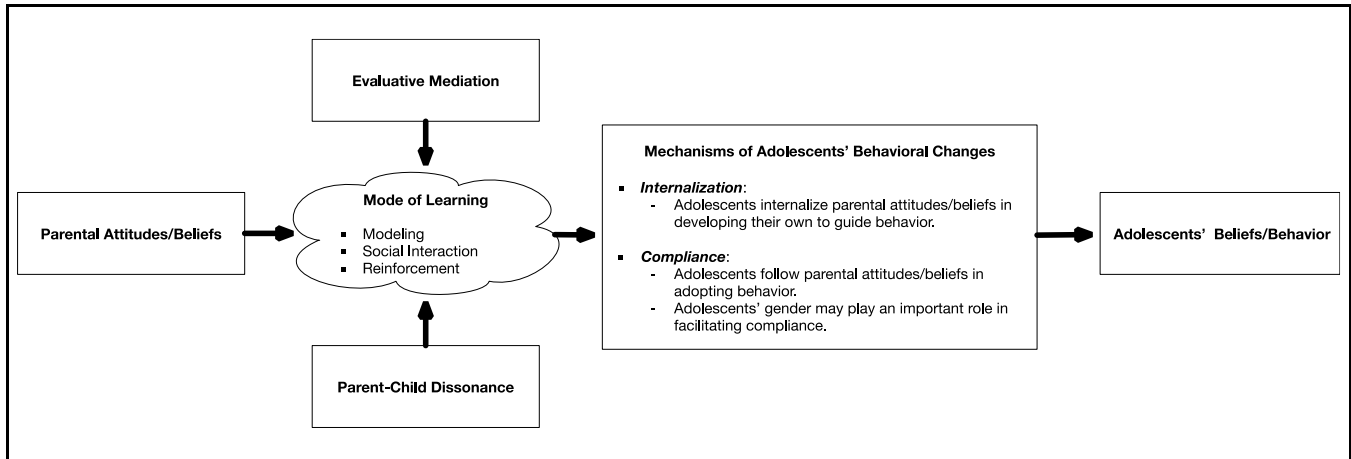 Evaluative Mediation
Parental Attitudes/Beliefs
Mode of Learning
▪ Modeling
▪ Social Interaction
▪ Reinforcement
Parent-Child Dissonance
Mechanisms of Adolescents’ Behavioral Changes
▪ Internalization:
- Adolescents internalize parental attitudes/beliefs in
developing their own to guide behavior.
▪ Compliance:
- Adolescents follow parental attitudes/beliefs in
adopting behavior.
- Adolescents’ gender may play an important role in
facilitating compliance.
Adolescents’ Beliefs/Behavior